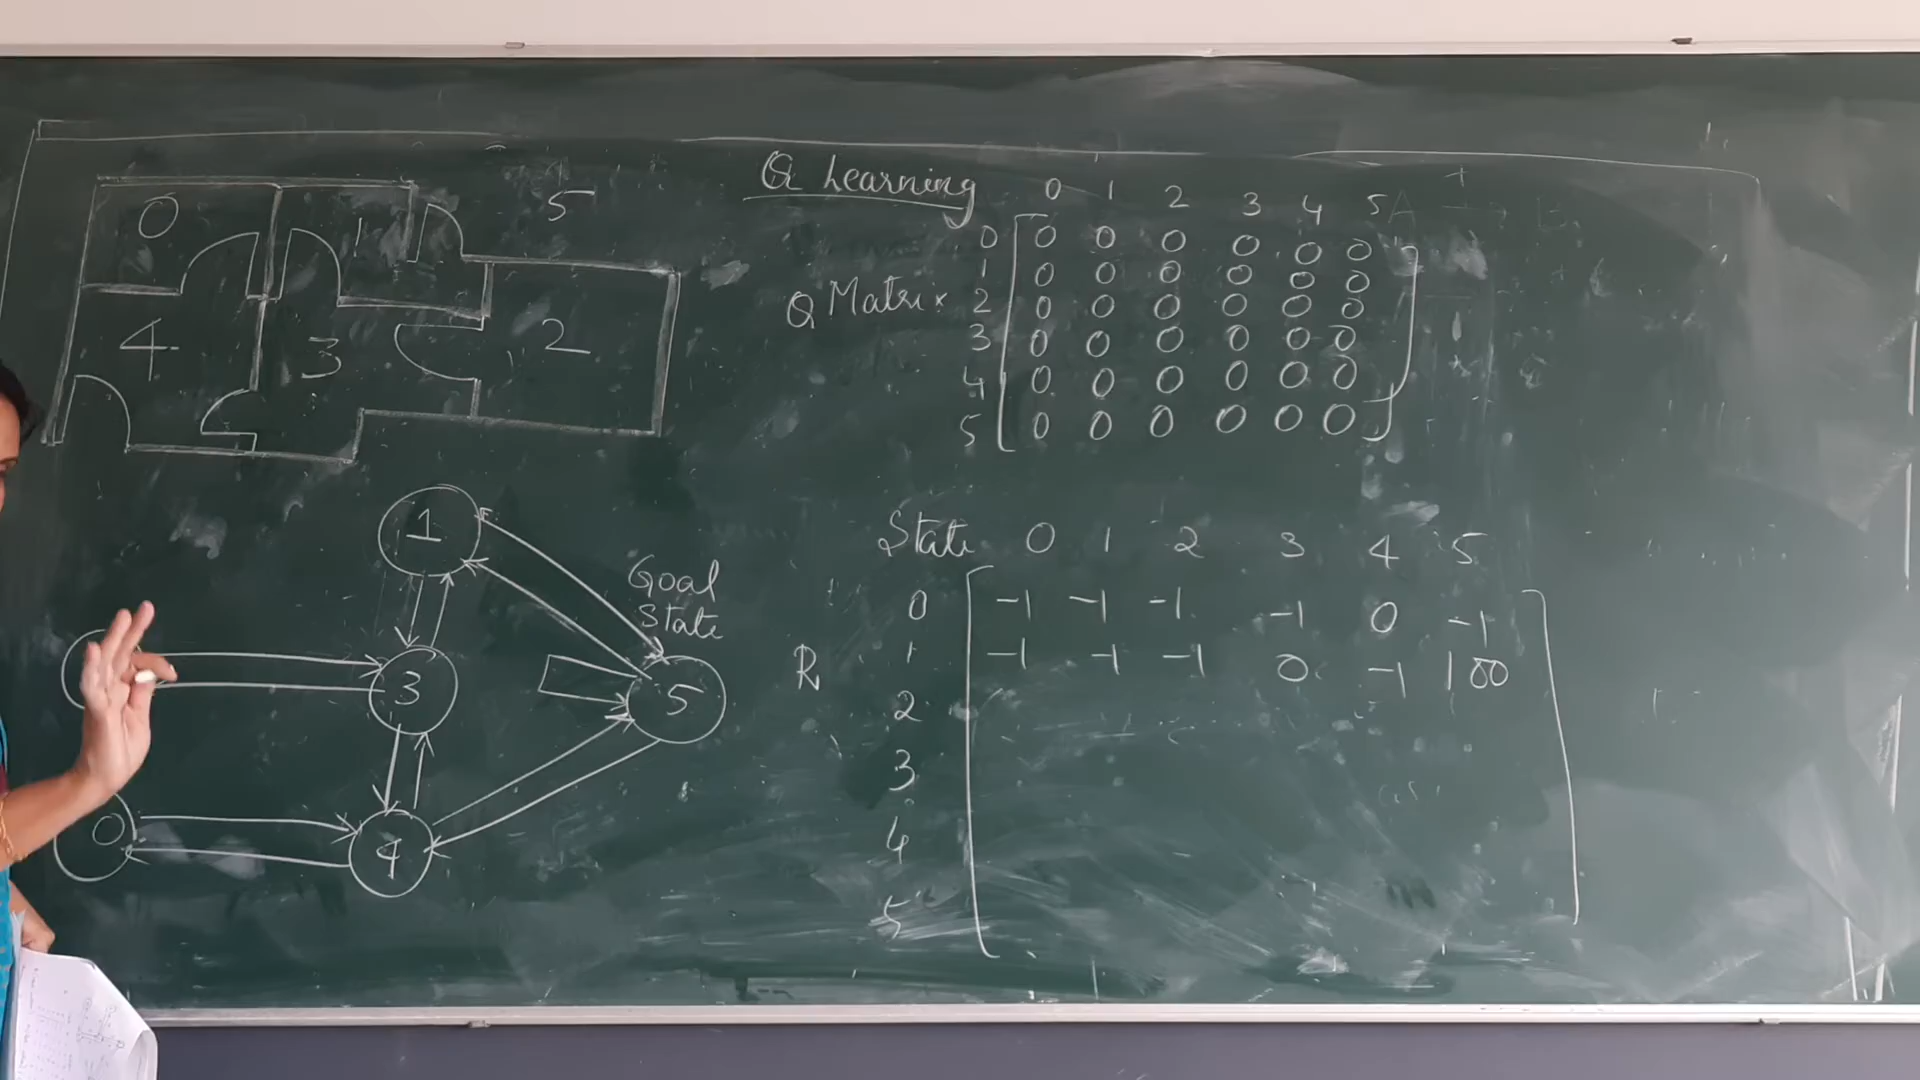 Q Learning
0 1 2 3 4 5
0 0 0 0 0 0 0
1 0 0 0 0 0 0
Q Matrix 2 0 0 0 0 0 0
3 0 0 0 0 0 0
4 0 0 0 0 0 0
5 0 0 0 0 0 0
0 1 5
4 3 2
1
Goal
State
3 5
0 4
State 0 1 2 3 4 5
0 -1 -1 -1 -1 0 -1
R 1 -1 -1 -1 0 -1 100
2
3
4
5